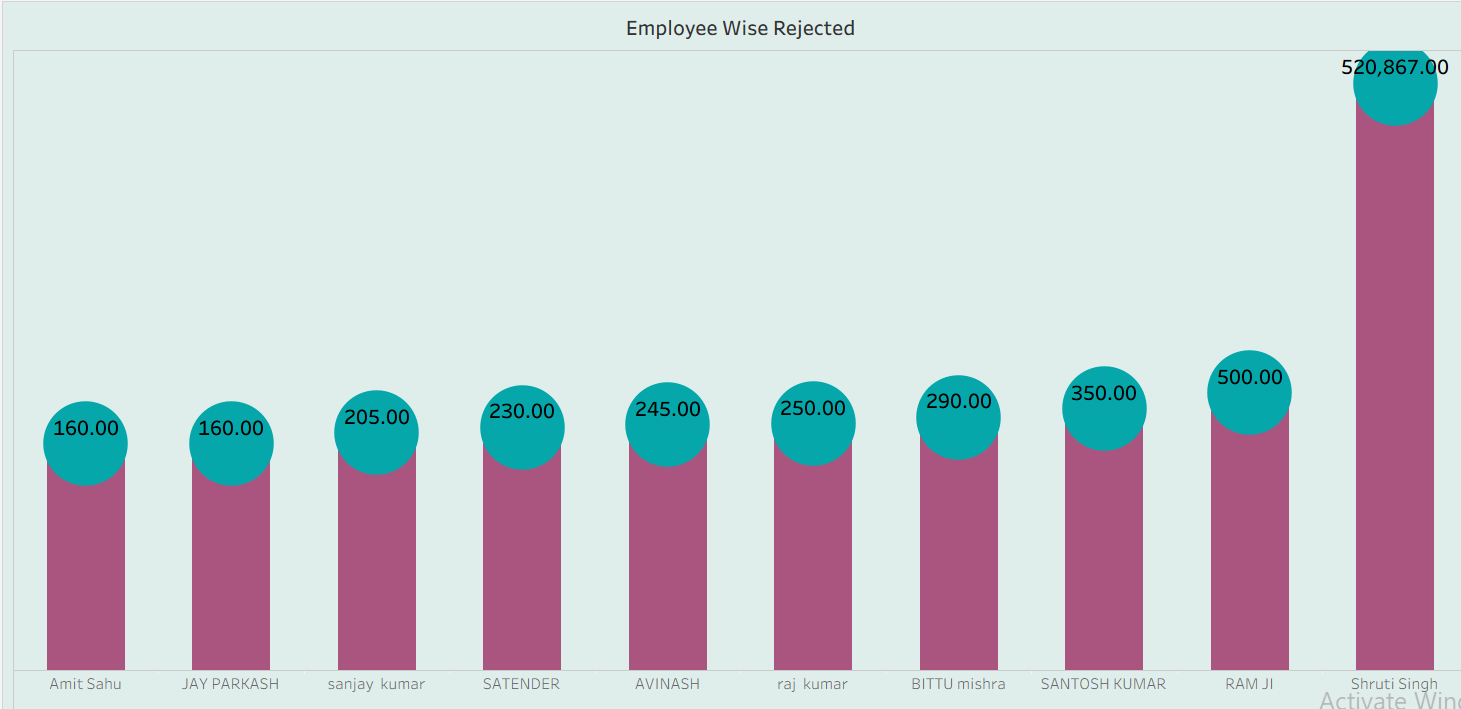 Employee Wise Rejected
520,867.00
160.00
160.00
205.00
230.00
245.00
250.00
290.00
350.00
500.00
Amit Sahu
JAY PARKASH
sanjay kumar
SATENDER
AVINASH
raj kumar
BITTU mishra
SANTOSH KUMAR
RAM JI
Shruti Singh
Activate Win